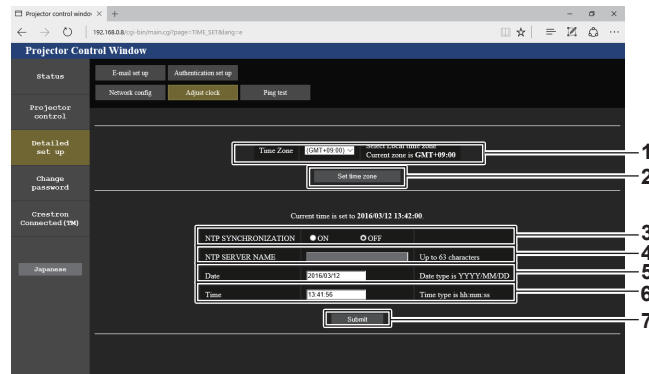 Projector control windo
192.168.0.8/cgi-bin/main.cgi?page=TIME_SET&lang=e
Projector Control Window
Status
E-mail set up Authentication set up
Network config Adjust clock Ping test
Projector
control
Detailed
set up
Change
password
Crestron
Connected(TM)
Japanese
Time Zone (GMT+09:00) Select Local time zone
Current zone is GMT+09:00
1
Set time zone
2
Current time is set to 2016/03/12 13:42:00.
NTP SYNCHRONIZATION ON OFF
3
NTP SERVER NAME Up to 63 characters
4
Date 2016/03/12 Date type is YYYY/MM/DD
5
Time 13:41:56 Time type is hh:mm:ss
6
Submit
7